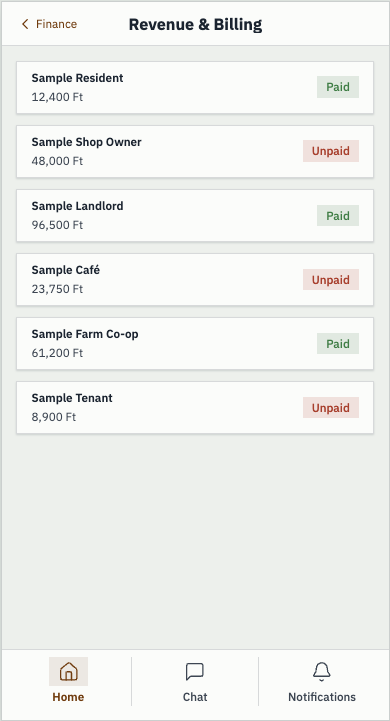 Finance
Revenue & Billing
Sample Resident
12,400 Ft
Paid
Sample Shop Owner
48,000 Ft
Unpaid
Sample Landlord
96,500 Ft
Paid
Sample Café
23,750 Ft
Unpaid
Sample Farm Co-op
61,200 Ft
Paid
Sample Tenant
8,900 Ft
Unpaid
Home
Chat
Notifications